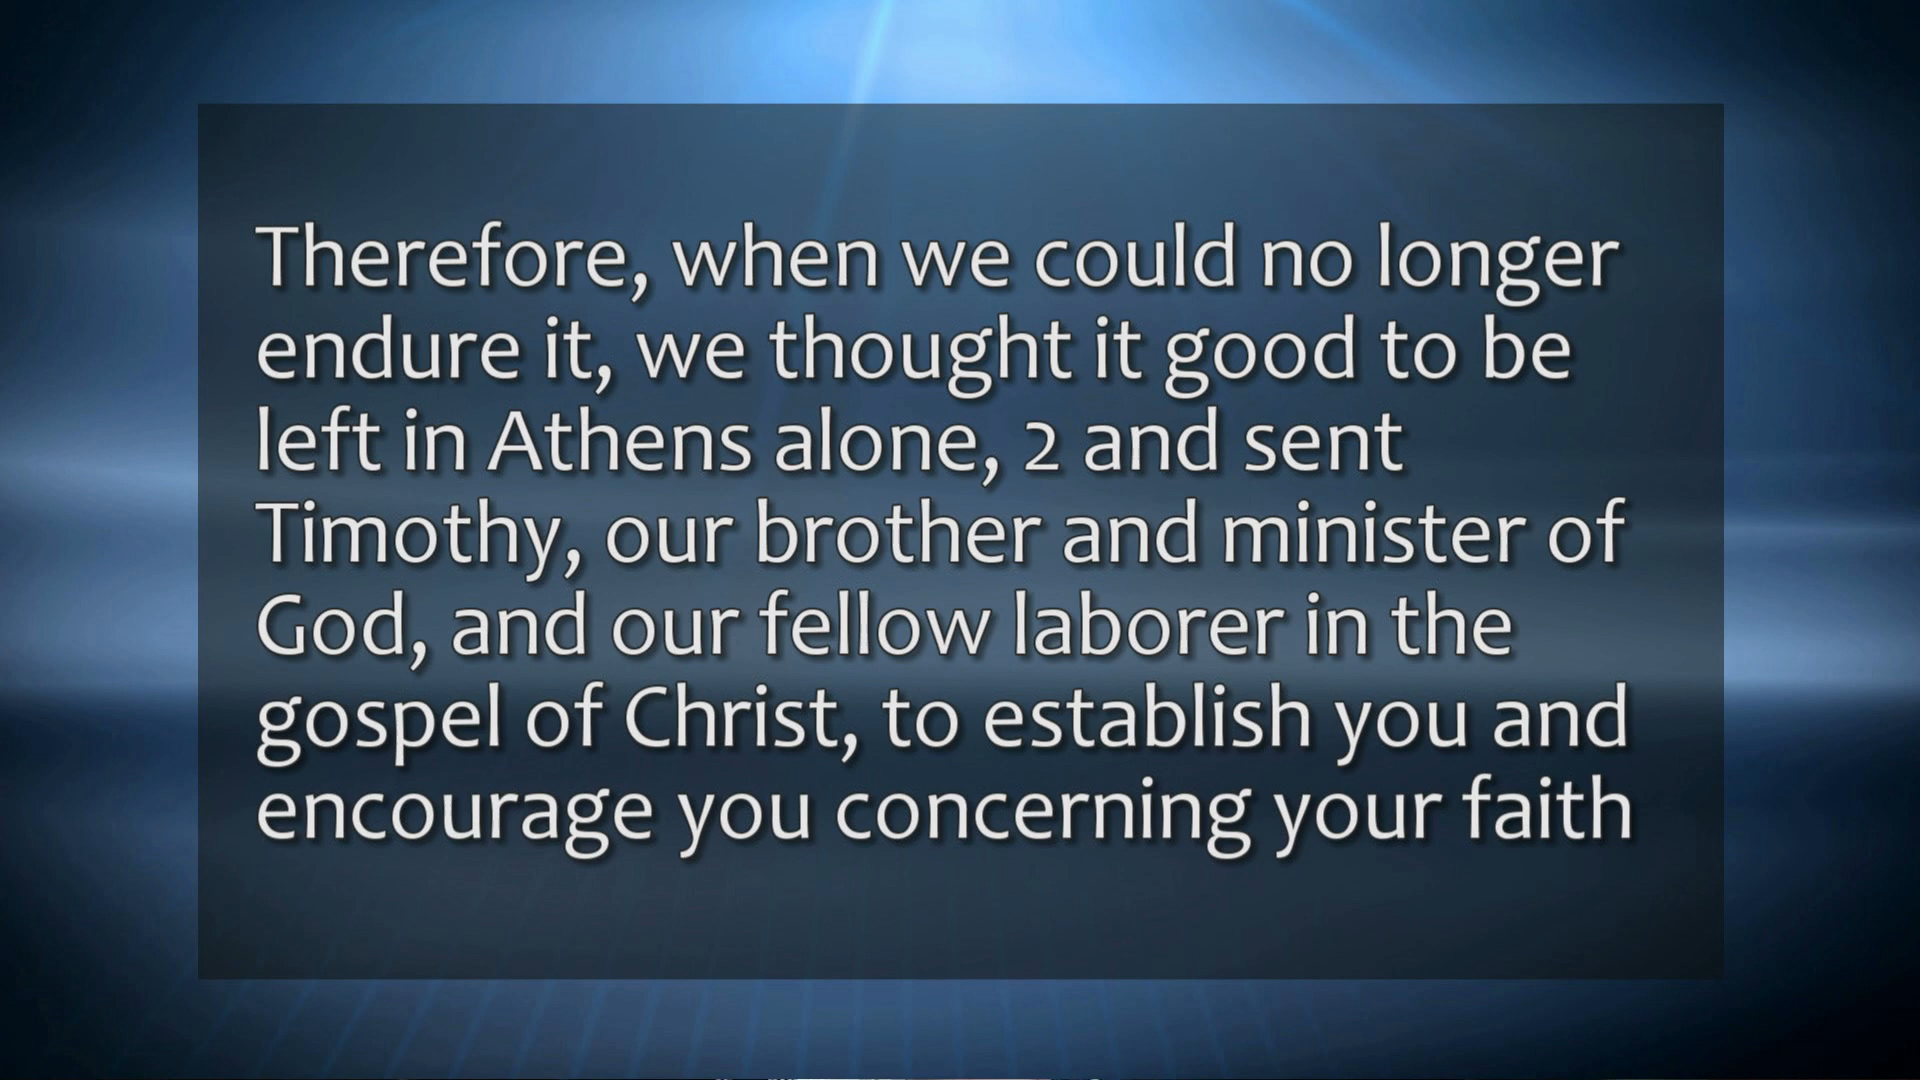 Therefore, when we could no longer
endure it, we thought it good to be
left in Athens alone, 2 and sent
Timothy, our brother and minister of
God, and our fellow laborer in the
gospel of Christ, to establish you and
encourage you concerning your faith